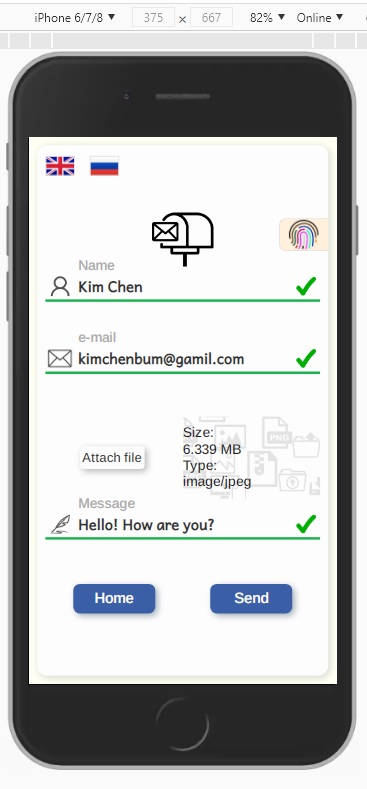 iPhone 6/7/8 ▼ 375 × 667 82% ▼ Online ▼
Name
Kim Chen
e-mail
kimchenbum@gamil.com
Size:
6.339 MB
Attach file
Type:
image/jpeg
PNG
Message
Hello! How are you?
Home Send